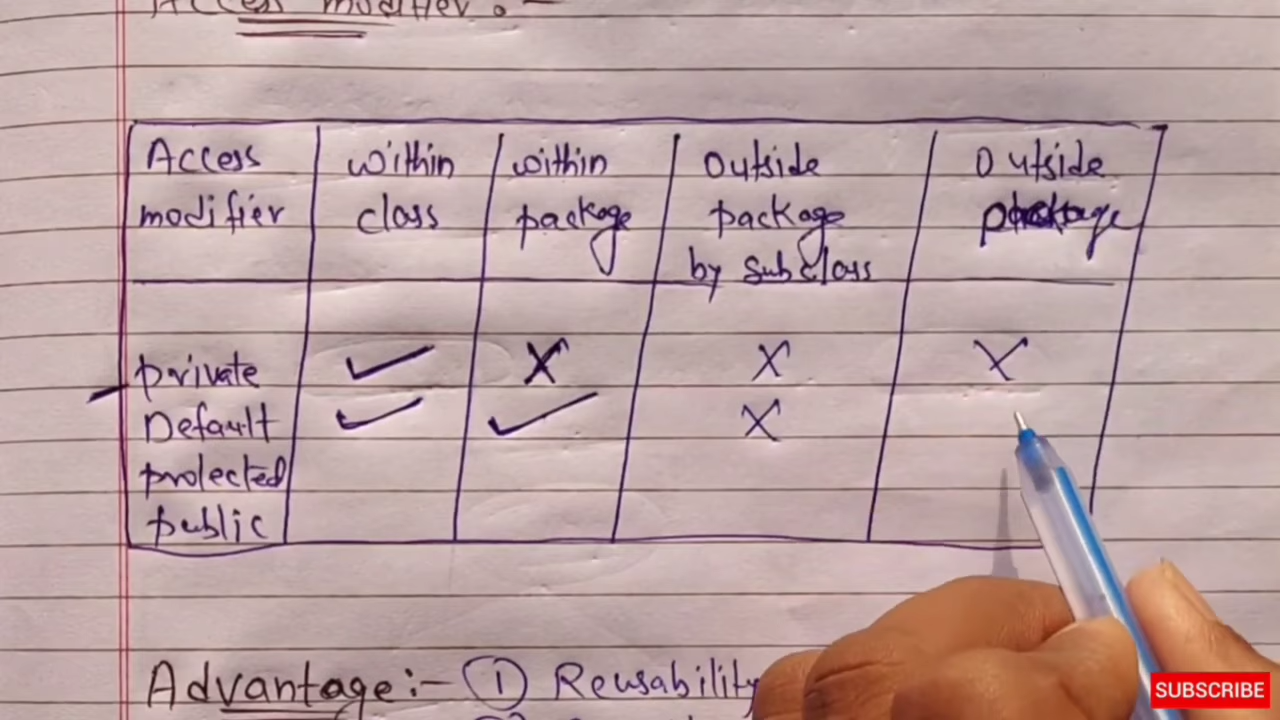 Access modifier :-
Access modifier | within class | within package | Outside package by subclass | Outside package
private ✓ X X X
Default ✓ ✓ X
protected
public
Advantage :- ① Reusability
SUBSCRIBE